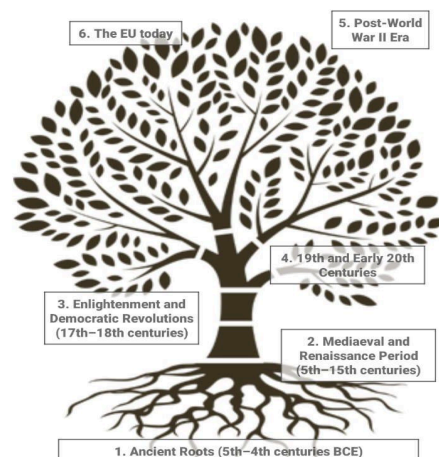 6. The EU today
5. Post-World
War II Era
4. 19th and Early 20th
Centuries
3. Enlightenement and
Democratic Revolutions
(17th–18th centuries)
2. Mediaeval and
Renaissance Period
(5th–15th centuries)
1. Ancient Roots (5th–4th centuries BCE)